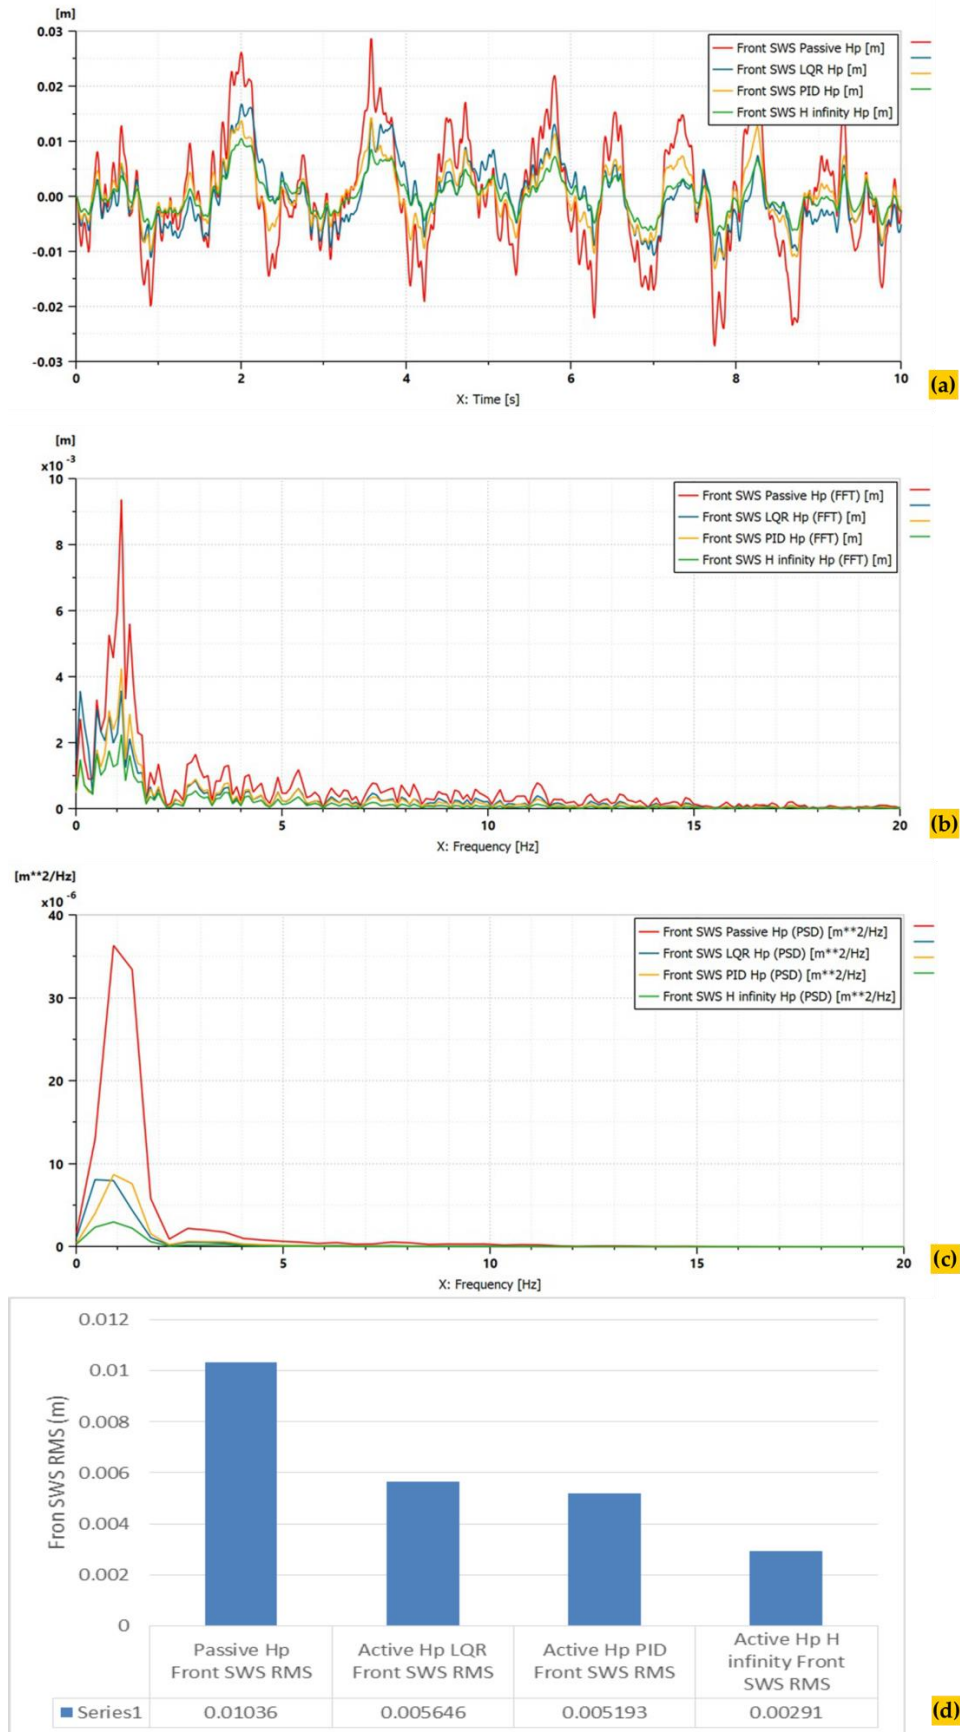 [m]
0.03
0.02
0.01
0.00
-0.01
-0.02
-0.03
Front SWS Passive Hp [m]
Front SWS LQR Hp [m]
Front SWS PID Hp [m]
Front SWS H infinity Hp [m]
0 2 4 6 8 10
X: Time [s]
(a)
[m]
x10 -3
10
8
6
4
2
0
Front SWS Passive Hp (FFT) [m]
Front SWS LQR Hp (FFT) [m]
Front SWS PID Hp (FFT) [m]
Front SWS H infinity Hp (FFT) [m]
0 5 10 15 20
X: Frequency [Hz]
(b)
[m**2/Hz]
x10 -6
40
30
20
10
0
Front SWS Passive Hp (PSD) [m**2/Hz]
Front SWS LQR Hp (PSD) [m**2/Hz]
Front SWS PID Hp (PSD) [m**2/Hz]
Front SWS H infinity Hp (PSD) [m**2/Hz]
0 5 10 15 20
X: Frequency [Hz]
(c)
Fron SWS RMS (m)
0.012
0.01
0.008
0.006
0.004
0.002
0
Passive Hp
Front SWS RMS
Active Hp LQR
Front SWS RMS
Active Hp PID
Front SWS RMS
Active Hp H
infinity Front
SWS RMS
Series1 0.01036 0.005646 0.005193 0.00291
(d)